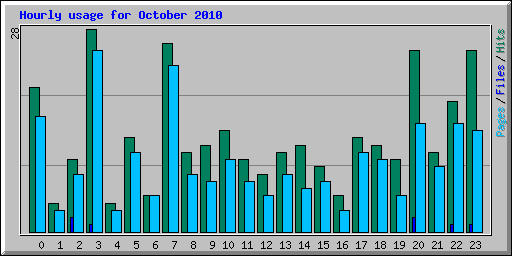 Hourly usage for October 2010
28
Pages/Files/Hits
0 1 2 3 4 5 6 7 8 9 10 11 12 13 14 15 16 17 18 19 20 21 22 23